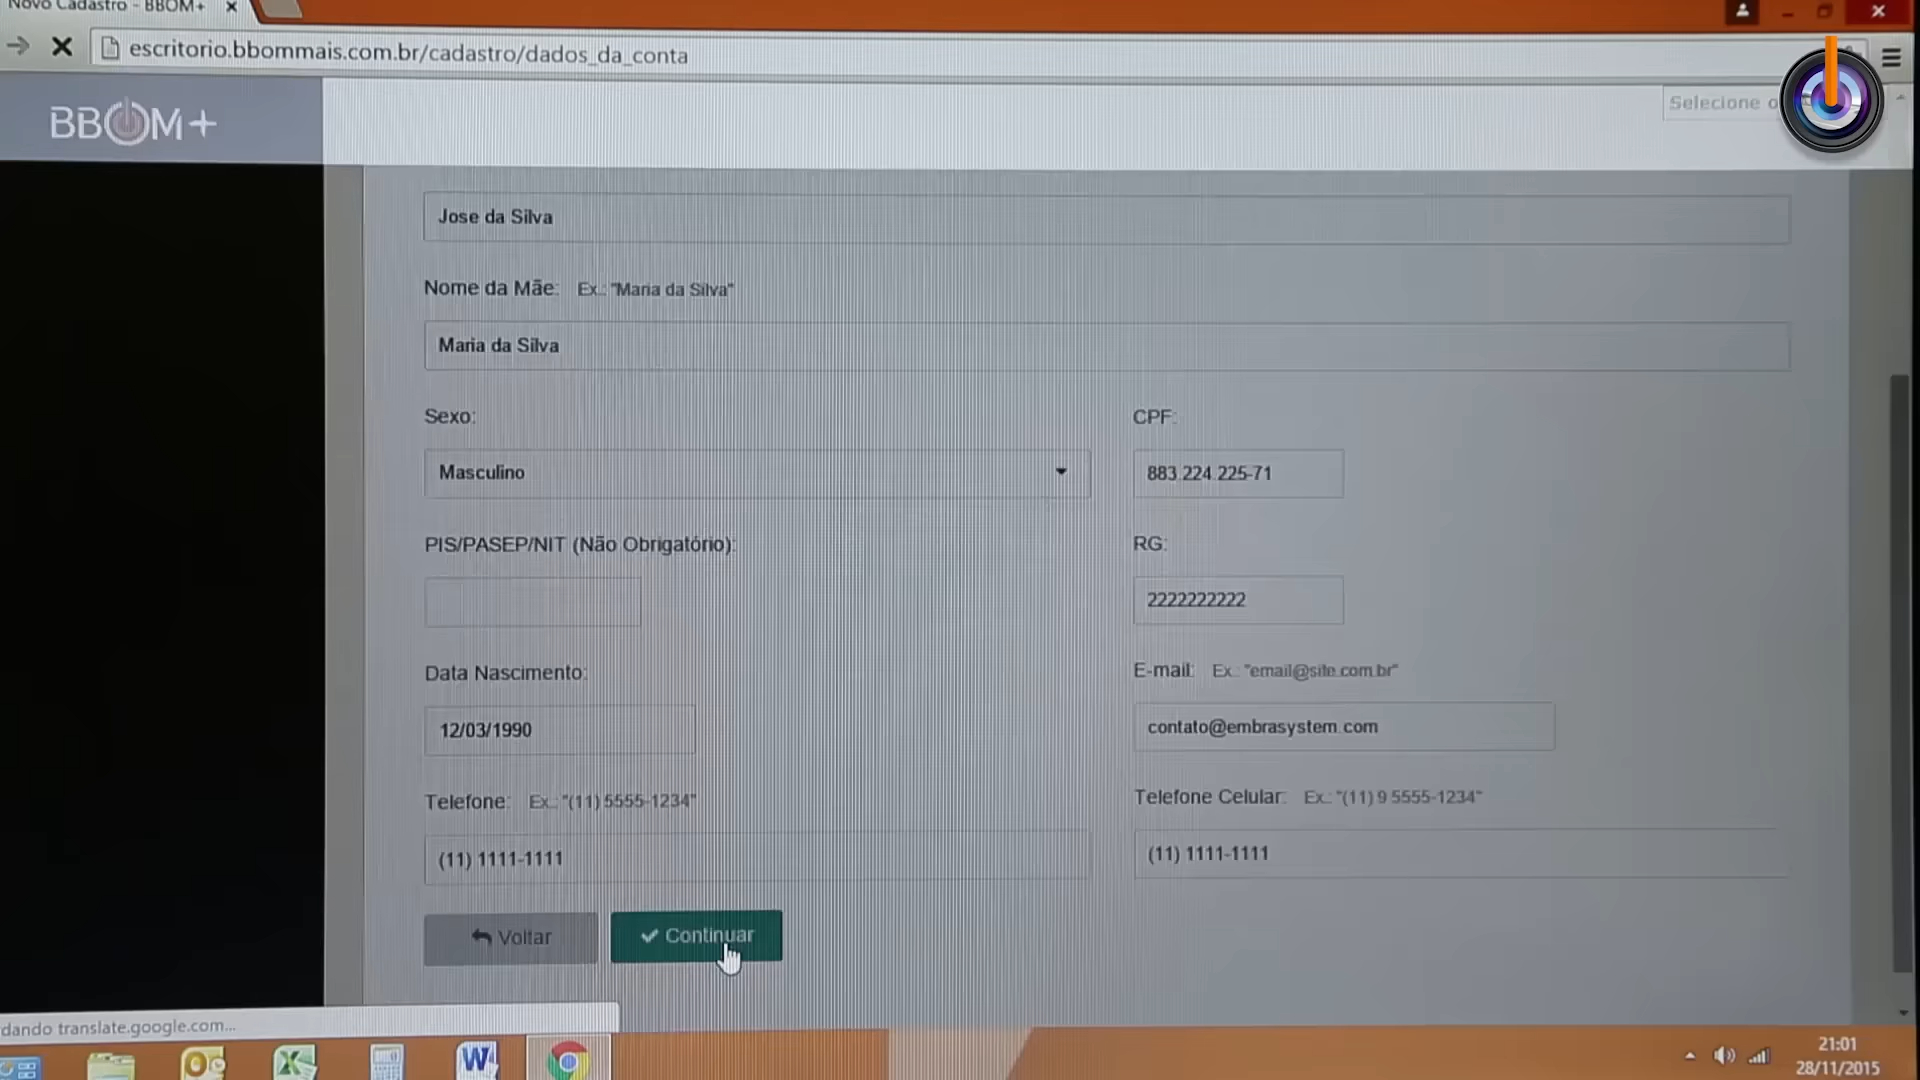 Novo Cadastro - BBOM+
escritorio.bbommais.com.br/cadastro/dados_da_conta
BBOM+
Selecione o
Jose da Silva
Nome da Mãe: Ex.: "Maria da Silva"
Maria da Silva
Sexo:
CPF:
Masculino
883.224.225-71
PIS/PASEP/NIT (Não Obrigatório):
RG:
2222222222
Data Nascimento:
E-mail: Ex.: "email@site.com.br"
12/03/1990
contato@embrasystem.com
Telefone: Ex.: "(11) 5555-1234"
Telefone Celular: Ex.: "(11) 9 5555-1234"
(11) 1111-1111
(11) 1111-1111
Voltar
Continuar
dando translate.google.com...
21:01
28/11/2015